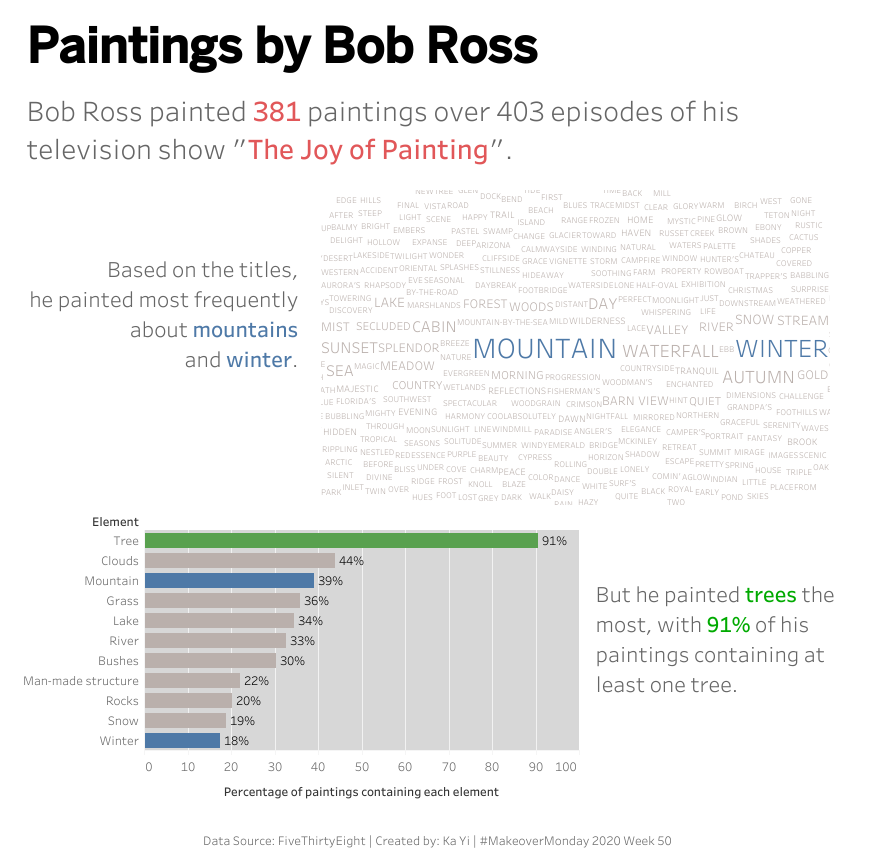 Paintings by Bob Ross
Bob Ross painted 381 paintings over 403 episodes of his
television show "The Joy of Painting".
Based on the titles,
he painted most frequently
about mountains
and winter.
NEW TREE GLEN DOCK BEND FIRST TIME BACK MILL
EDGE HILLS FINAL VISTA ROAD BEACH BLUES TRACE MIDST CLEAR GLORY WARM BIRCH WEST GONE
AFTER STEEP LIGHT SCENE HAPPY TRAIL ISLAND RANGE FROZEN HOME MYSTIC PINE GLOW TETON NIGHT
BALMY BRIGHT EMBERS PASTEL SWAMP CHANGE GLACIER TOWARD HAVEN RUSSET CREEK BROWN EBONY RUSTIC
DELIGHT HOLLOW EXPANSE DEEP ARIZONA CALM WAYSIDE WINDING NATURAL WATERS PALETTE SHADES CACTUS
DESERT LAKESIDE TWILIGHT WONDER CLIFFSIDE GRACE VIGNETTE STORM CAMPFIRE WINDOW HUNTER'S CHATEAU COPPER
WESTERN ACCIDENT ORIENTAL SPLASHES STILLNESS HIDEAWAY SOOTHING FARM PROPERTY ROWBOAT TRAPPER'S BABBLING COVERED
AURORA'S RHAPSODY EVE SEASONAL DAYBREAK FOOTBRIDGE WATERSIDE LONE HALF-OVAL EXHIBITION CHRISTMAS SURPRISE
TOWERING BY-THE-ROAD LAKE MARSHLANDS FOREST WOODS DISTANT DAY PERFECT MOONLIGHT JUST DOWNSTREAM WEATHERED
DISCOVERY WHISPERING LIFE
MIST SECLUDED CABIN MOUNTAIN-BY-THE-SEA MILD WILDERNESS LACE VALLEY RIVER SNOW STREAM
SUNSET SPLENDOR BREEZE NATURE MOUNTAIN WATERFALL EBB WINTER
SEA MAGIC MEADOW EVERGREEN MORNING PROGRESSION COUNTRYSIDE TRANQUIL AUTUMN GOLD
MAJESTIC COUNTRY WETLANDS REFLECTIONS FISHERMAN'S WOODMAN'S ENCHANTED DIMENSIONS CHALLENGE
FLORIDA'S SOUTHWEST SPECTACULAR WOODGRAIN CRIMSON BARN VIEW HINT QUIET GRANDPA'S
BUBBLING MIGHTY EVENING HARMONY COOL ABSOLUTELY DAWN NIGHTFALL MIRRORED NORTHERN FOOTHILLS
HIDDEN THROUGH MOON SUNLIGHT LINE WINDMILL PARADISE ANGLER'S ELEGANCE CAMPER'S GRACEFUL SERENITY WAVES
TROPICAL SEASONS SOLITUDE SUMMER WINDY EMERALD BRIDGE MCKINLEY PORTRAIT FANTASY BROOK
RIPPLING NESTLED RED ESSENCE PURPLE BEAUTY CYPRESS HORIZON SHADOW RETREAT SUMMIT MIRAGE IMAGES SCENIC
ARCTIC BEFORE BLISS UNDER COVE CHARM PEACE ROLLING DOUBLE LONELY ESCAPE PRETTY SPRING HOUSE TRIPLE OAK
SILENT DIVINE RIDGE FROST KNOLL BLAZE COLOR DANCE WHITE SURF'S COMIN' AGLOW INDIAN LITTLE
PARK INLET TWIN OVER HUES FOOT LOST GREY DARK WALK DAISY QUITE BLACK ROYAL EARLY POND SKIES PLACE FROM
RAIN HAZY TWO
Element
Tree 91%
Clouds 44%
Mountain 39%
Grass 36%
Lake 34%
River 33%
Bushes 30%
Man-made structure 22%
Rocks 20%
Snow 19%
Winter 18%
0 10 20 30 40 50 60 70 80 90 100
Percentage of paintings containing each element
But he painted trees the
most, with 91% of his
paintings containing at
least one tree.
Data Source: FiveThirtyEight | Created by: Ka Yi | #MakeoverMonday 2020 Week 50